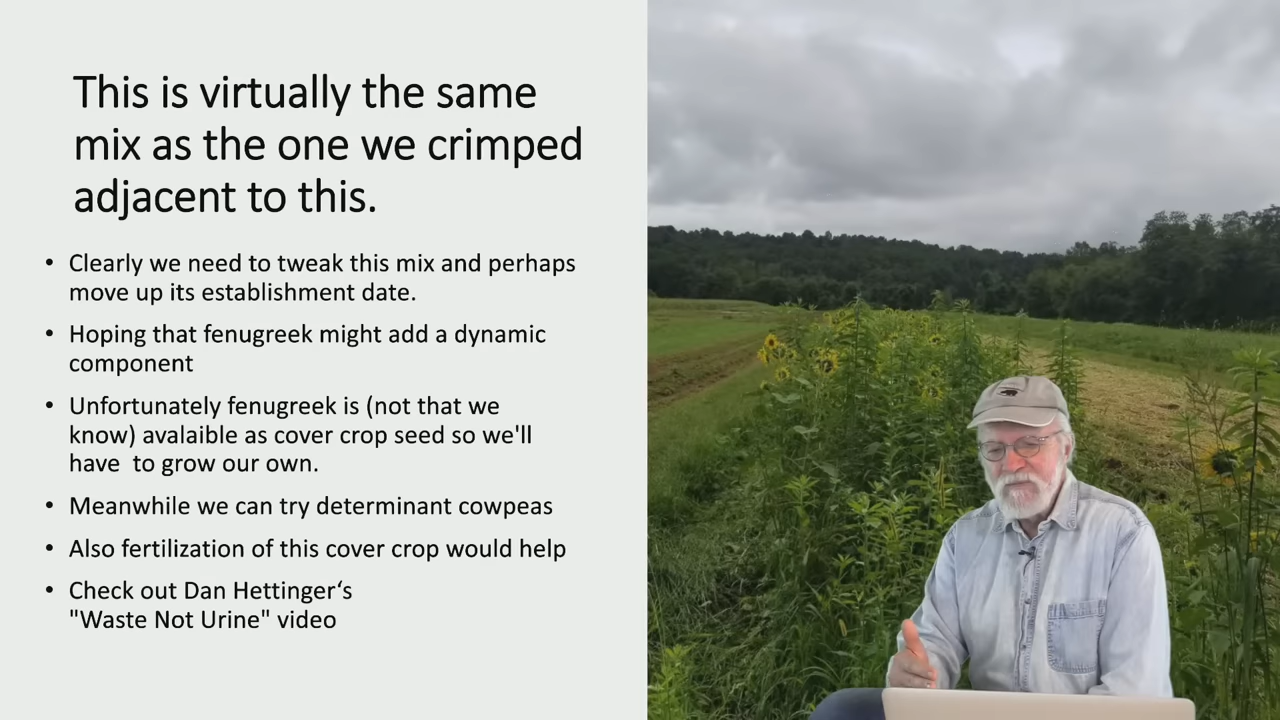 This is virtually the same
mix as the one we crimped
adjacent to this.
• Clearly we need to tweak this mix and perhaps
move up its establishment date.
• Hoping that fenugreek might add a dynamic
component
• Unfortunately fenugreek is (not that we
know) avalaible as cover crop seed so we'll
have  to grow our own.
• Meanwhile we can try determinant cowpeas
• Also fertilization of this cover crop would help
• Check out Dan Hettinger‘s
"Waste Not Urine" video